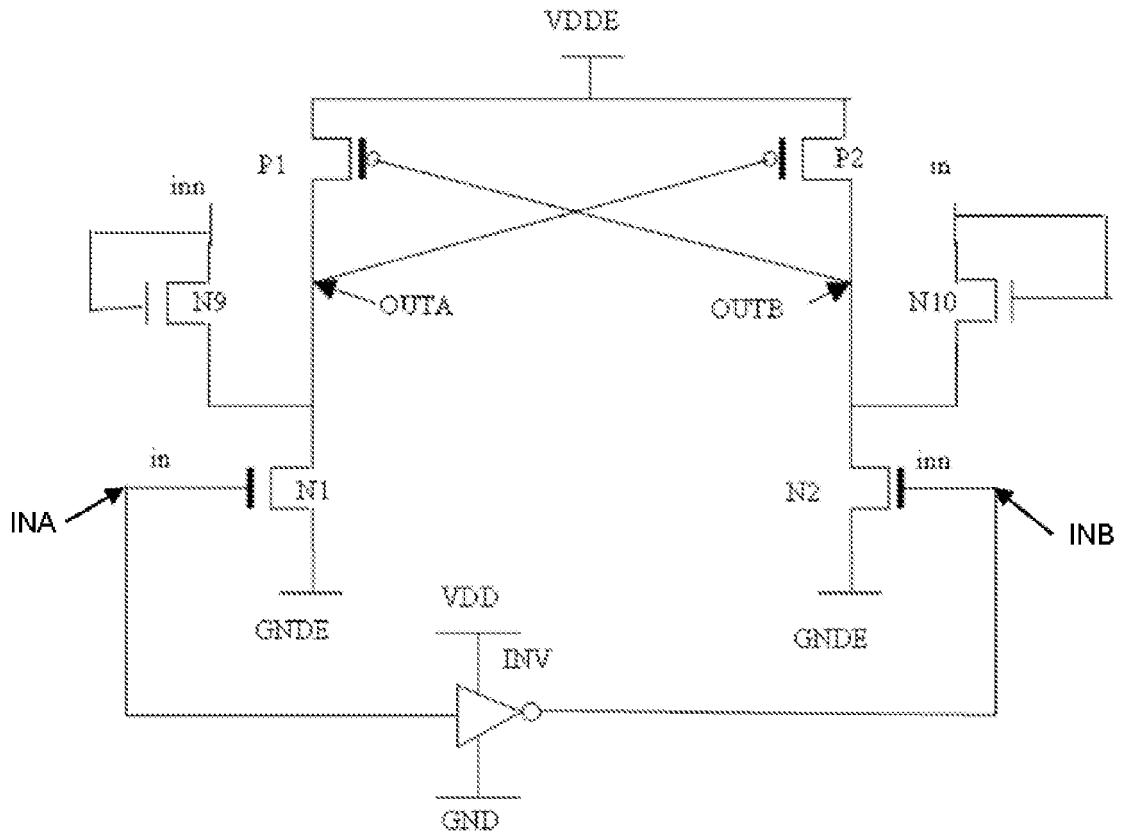 VDDE
P1
P2
inn
in
N9
OUTA
OUTB
N10
in
inn
N1
N2
INA
INB
GNDE
VDD
GNDE
INV
GND